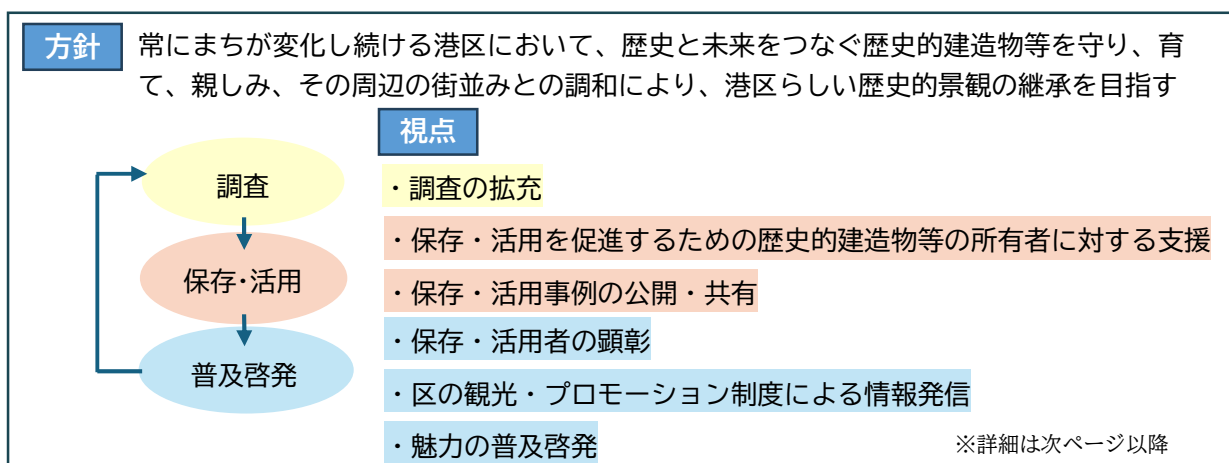 方針
常にまちが変化し続ける港区において、歴史と未来をつなぐ歴史的建造物等を守り、育
て、親しみ、その周辺の街並みとの調和により、港区らしい歴史的景観の継承を目指す
視点
調査
・調査の拡充
保存・活用
・保存・活用を促進するための歴史的建造物等の所有者に対する支援
・保存・活用事例の公開・共有
普及啓発
・保存・活用者の顕彰
・区の観光・プロモーション制度による情報発信
・魅力の普及啓発
※詳細は次ページ以降